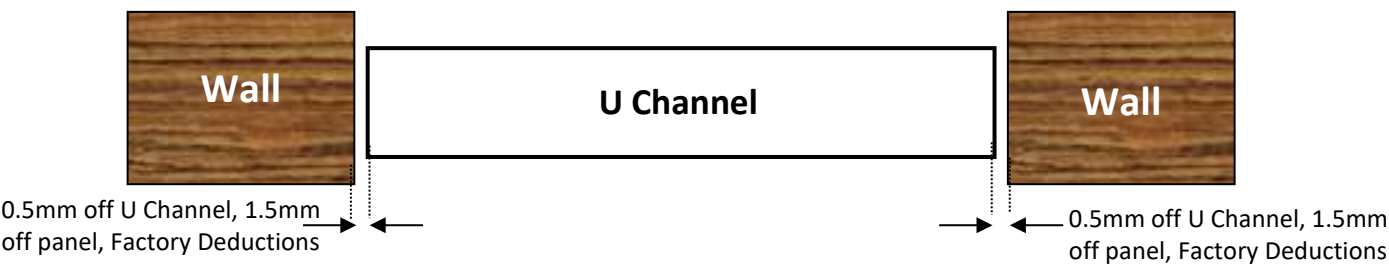 Wall
U Channel
Wall
0.5mm off U Channel, 1.5mm
off panel, Factory Deductions
0.5mm off U Channel, 1.5mm
off panel, Factory Deductions